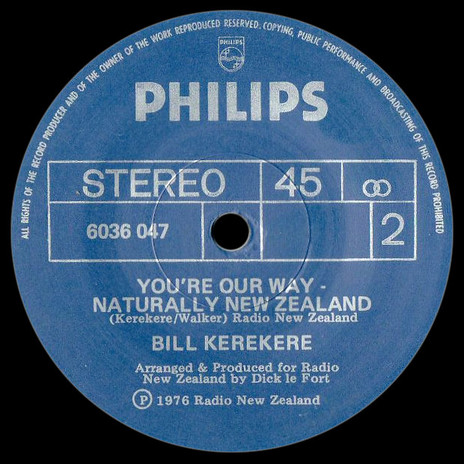 ALL RIGHTS OF THE RECORD PRODUCER AND OF THE OWNER OF THE WORK REPRODUCED RESERVED. COPYING, PUBLIC PERFORMANCE AND BROADCASTING OF THIS RECORD PROHIBITED
PHILIPS
PHILIPS
STEREO 45
6036 047 2
YOU'RE OUR WAY -
NATURALLY NEW ZEALAND
(Kerekere/Walker) Radio New Zealand
BILL KEREKERE
Arranged & Produced for Radio
New Zealand by Dick le Fort
Ⓟ 1976 Radio New Zealand